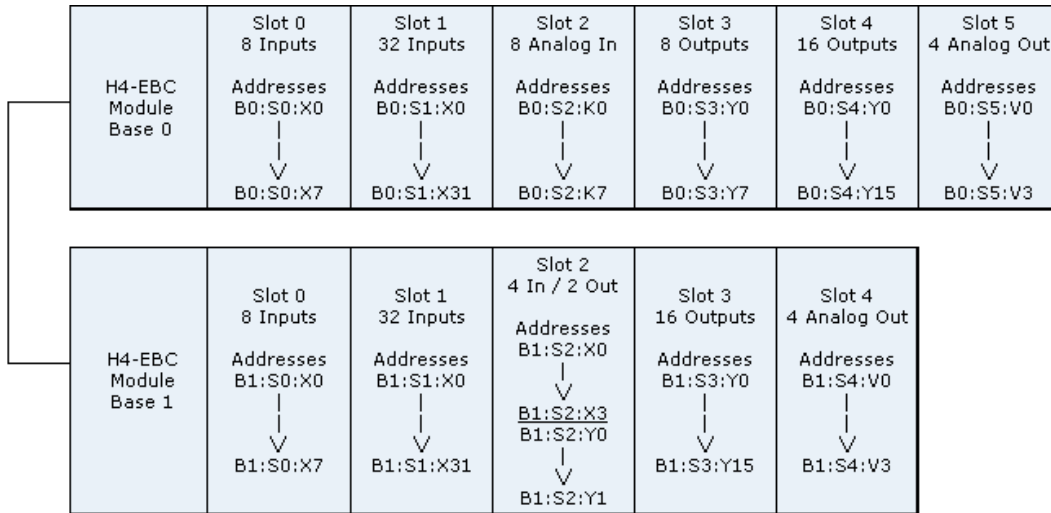 H4-EBC
Module
Base 0
Slot 0
8 Inputs
Addresses
B0:S0:X0
B0:S0:X7
Slot 1
32 Inputs
Addresses
B0:S1:X0
B0:S1:X31
Slot 2
8 Analog In
Addresses
B0:S2:K0
B0:S2:K7
Slot 3
8 Outputs
Addresses
B0:S3:Y0
B0:S3:Y7
Slot 4
16 Outputs
Addresses
B0:S4:Y0
B0:S4:Y15
Slot 5
4 Analog Out
Addresses
B0:S5:V0
B0:S5:V3
H4-EBC
Module
Base 1
Slot 0
8 Inputs
Addresses
B1:S0:X0
B1:S0:X7
Slot 1
32 Inputs
Addresses
B1:S1:X0
B1:S1:X31
Slot 2
4 In / 2 Out
Addresses
B1:S2:X0
B1:S2:X3
B1:S2:Y0
B1:S2:Y1
Slot 3
16 Outputs
Addresses
B1:S3:Y0
B1:S3:Y15
Slot 4
4 Analog Out
Addresses
B1:S4:V0
B1:S4:V3